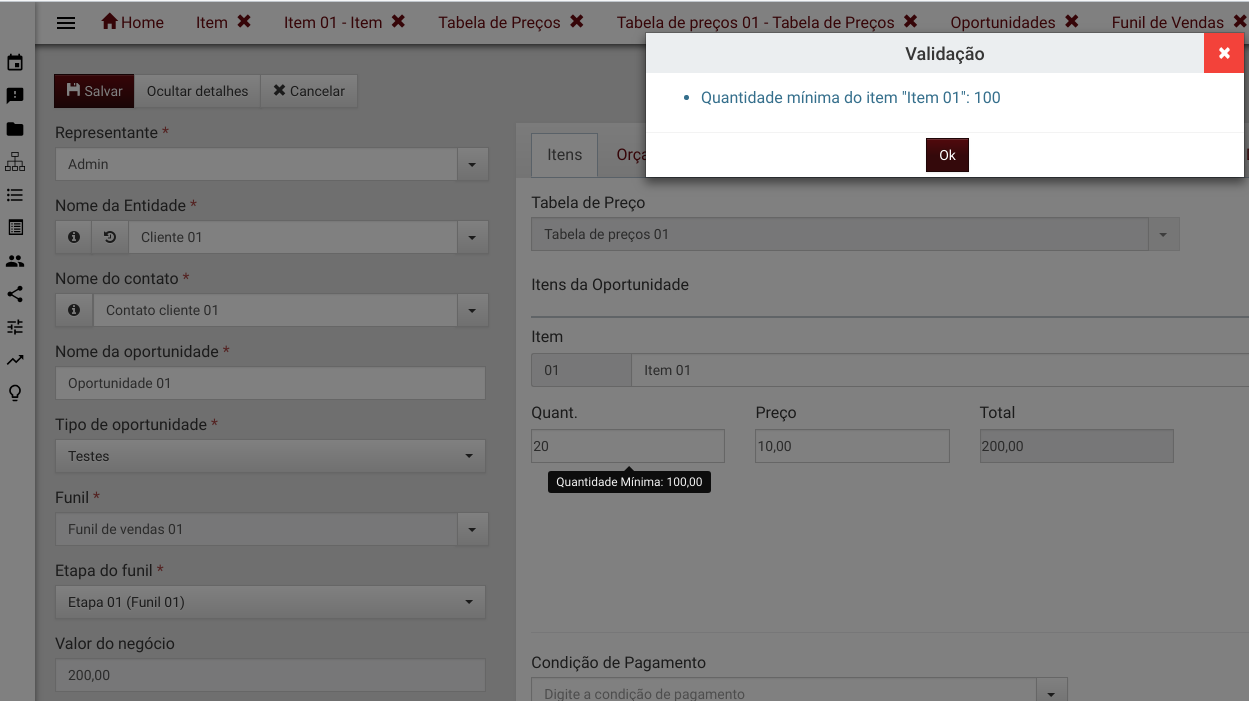 Home Item Item 01 - Item Tabela de Preços Tabela de preços 01 - Tabela de Preços Oportunidades Funil de Vendas
Validação
Quantidade mínima do item "Item 01": 100
Ok
Salvar Ocultar detalhes Cancelar
Representante *
Admin
Nome da Entidade *
Cliente 01
Nome do contato *
Contato cliente 01
Nome da oportunidade *
Oportunidade 01
Tipo de oportunidade *
Testes
Funil *
Funil de vendas 01
Etapa do funil *
Etapa 01 (Funil 01)
Valor do negócio
200,00
Itens
Tabela de Preço
Tabela de preços 01
Itens da Oportunidade
Item
01 Item 01
Quant. Preço Total
20 10,00 200,00
Quantidade Mínima: 100,00
Condição de Pagamento
Digite a condição de pagamento